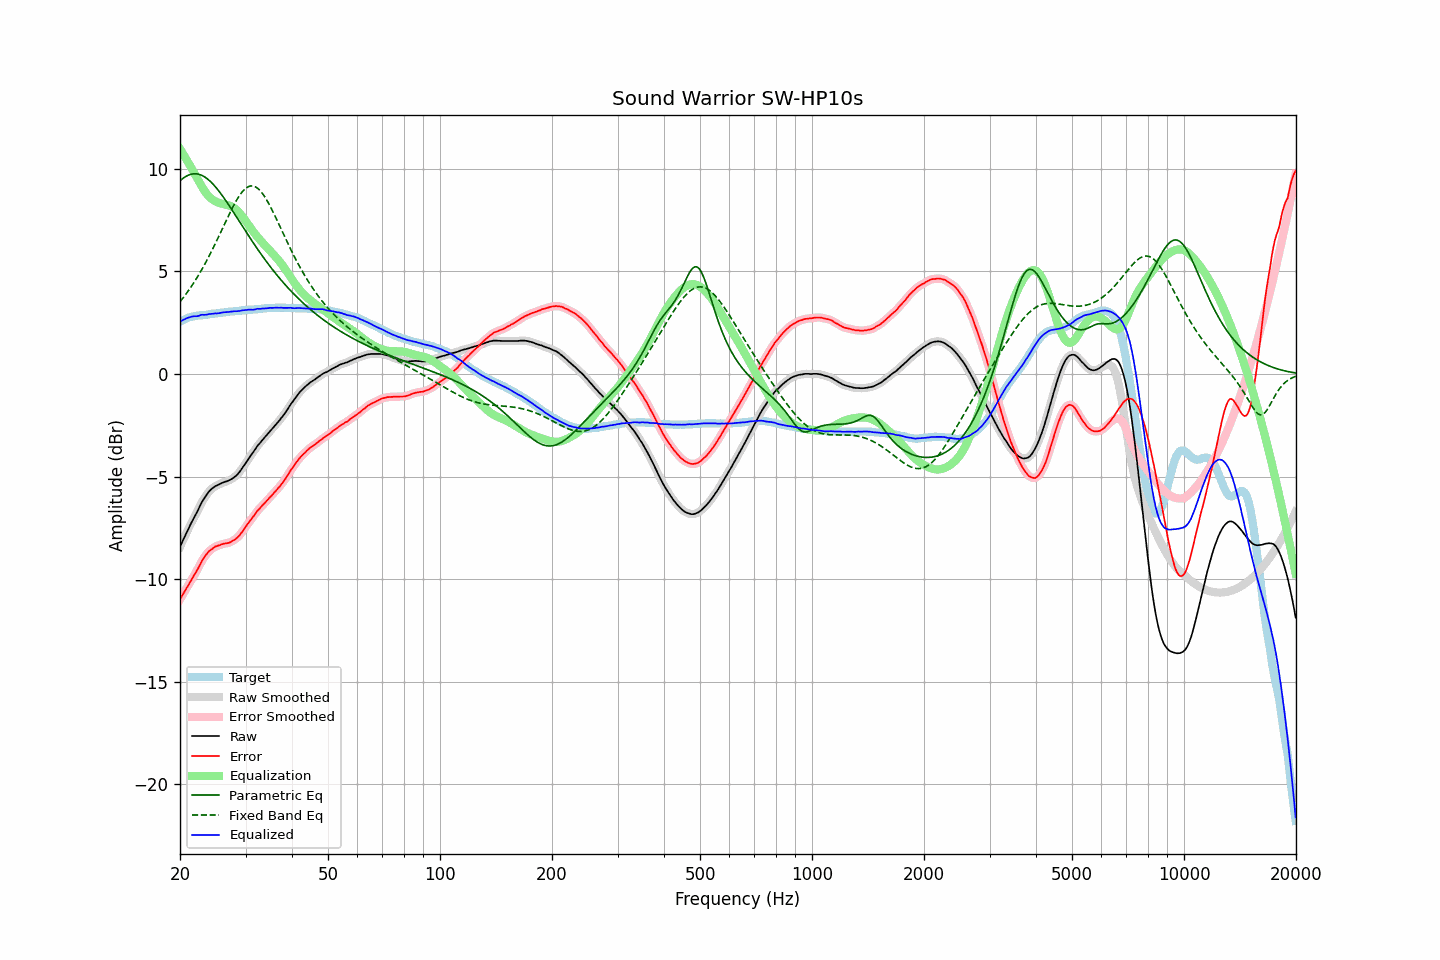 Sound Warrior SW-HP10s
Amplitude (dBr)
10
5
0
−5
−10
−15
−20
Target
Raw Smoothed
Error Smoothed
Raw
Error
Equalization
Parametric Eq
Fixed Band Eq
Equalized
20
50
100
200
500
1000
2000
5000
10000
20000
Frequency (Hz)